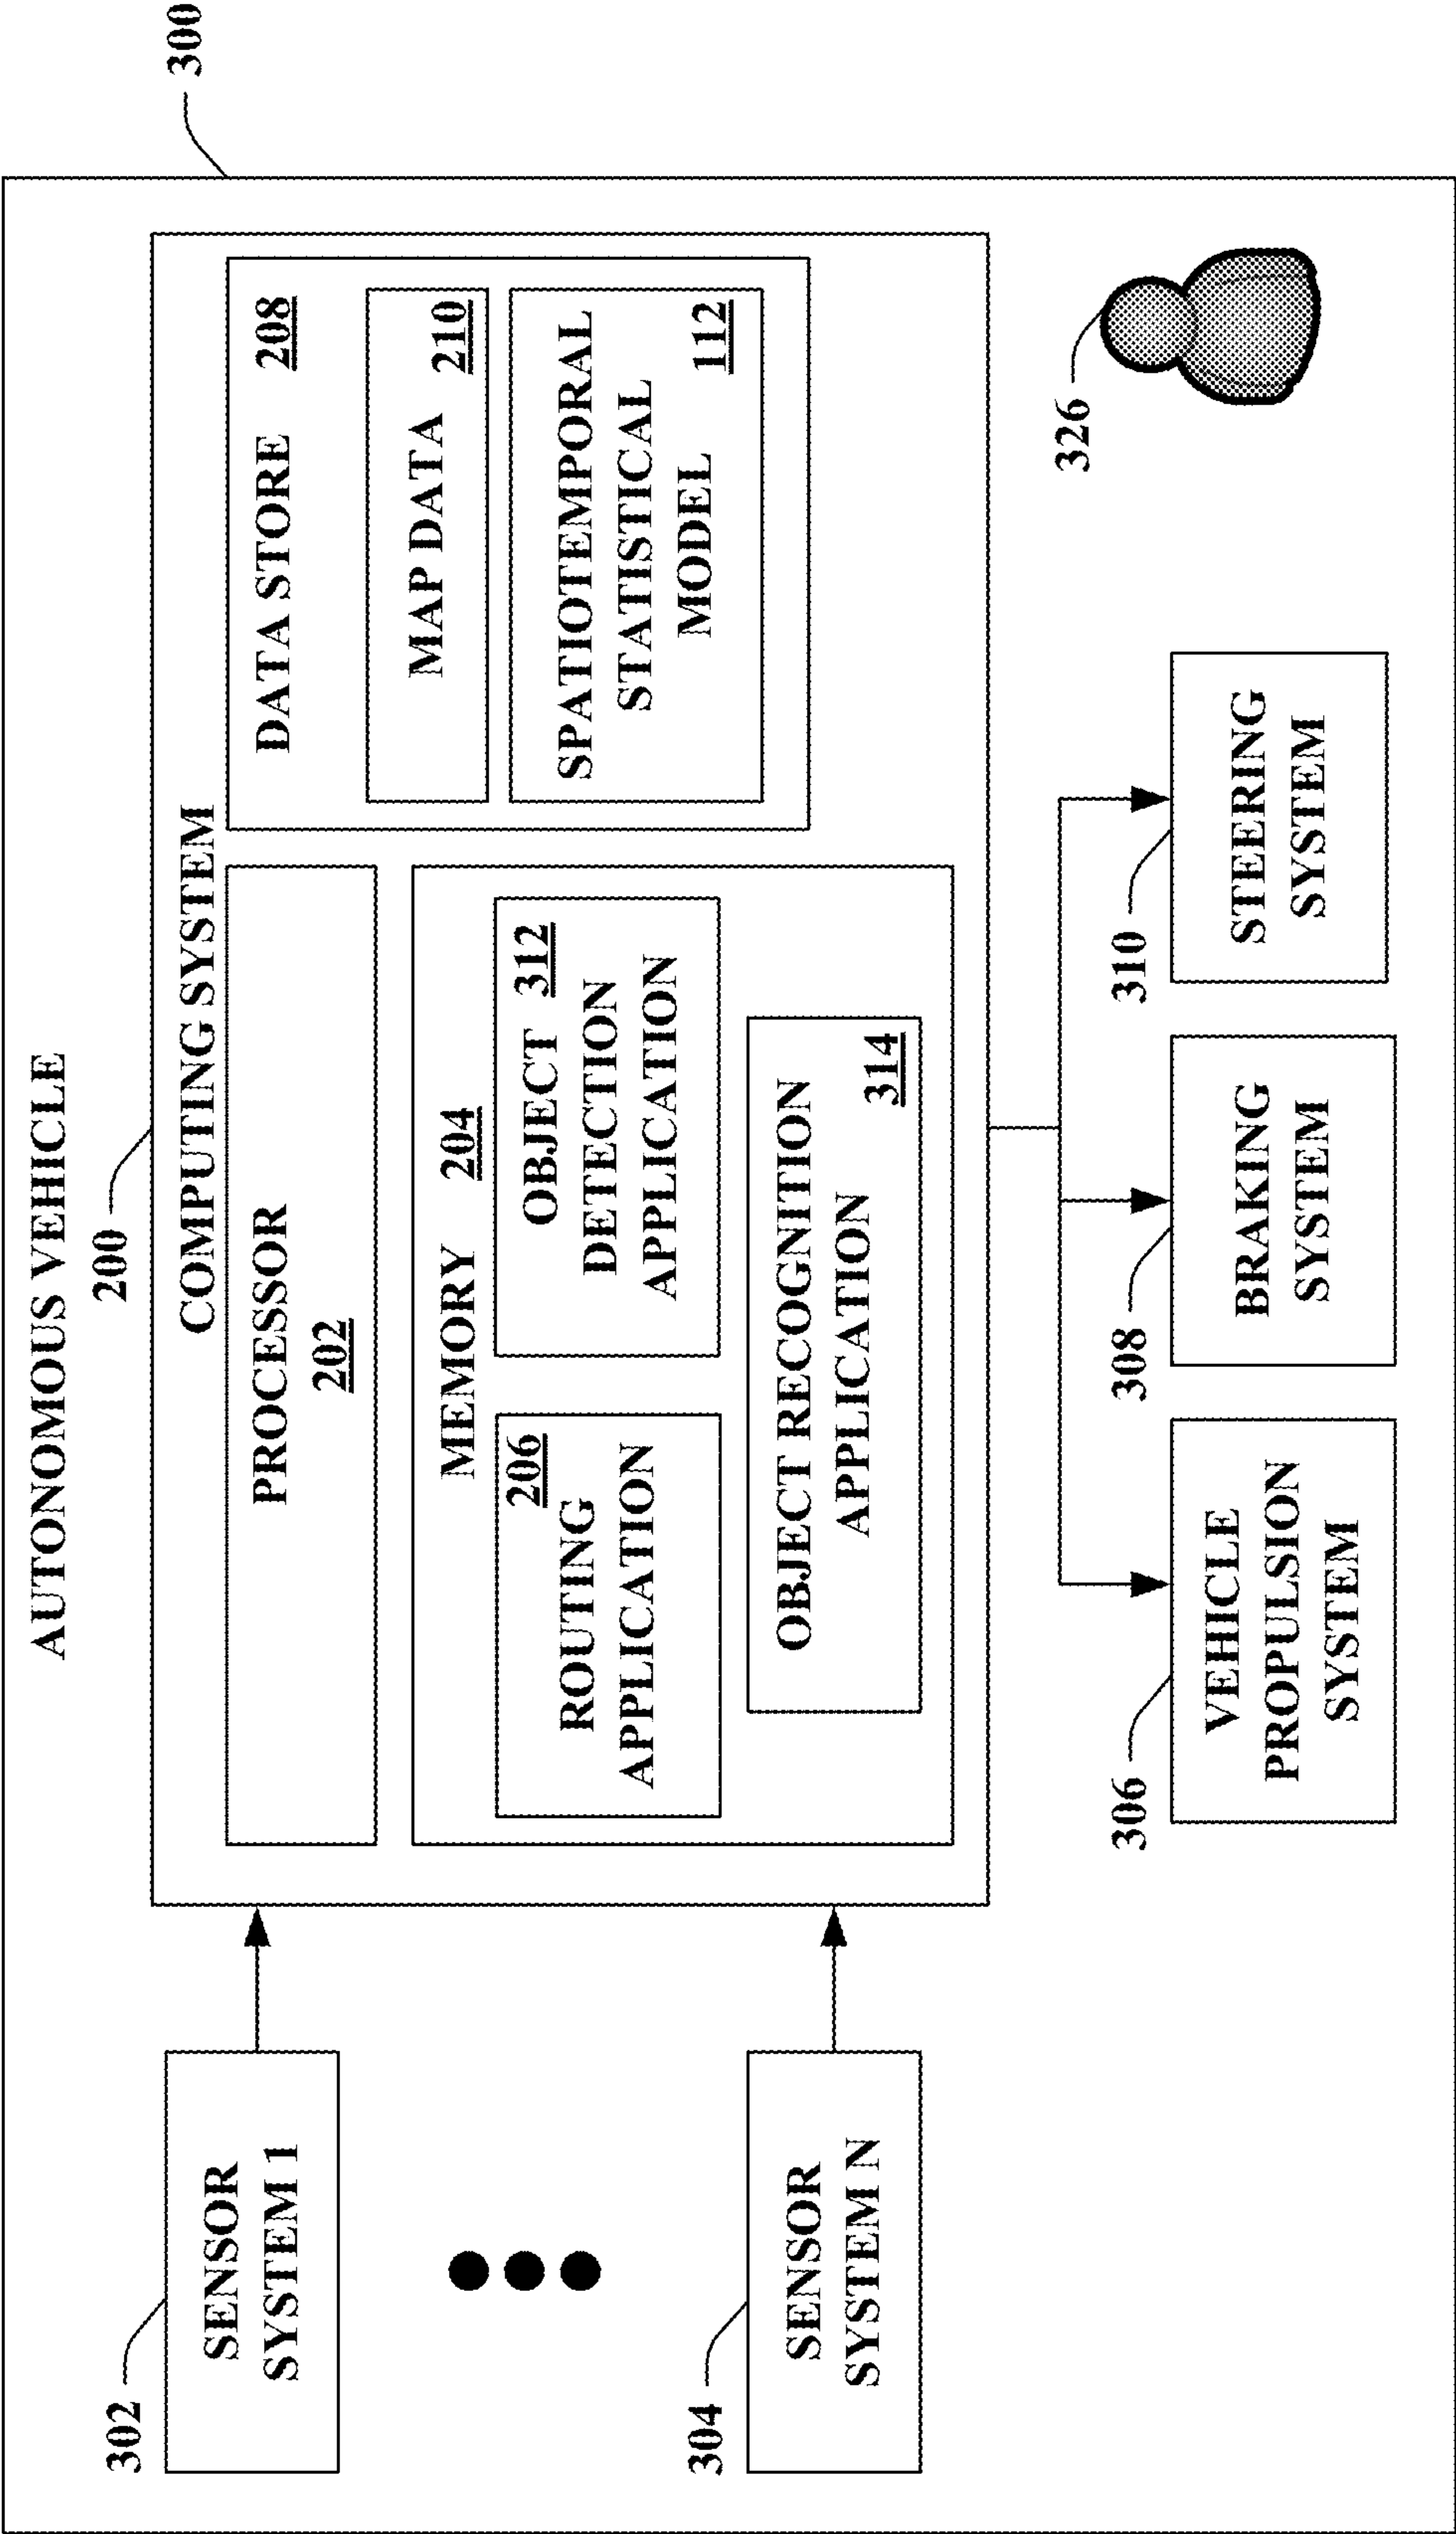 300
AUTONOMOUS VEHICLE
200
COMPUTING SYSTEM
302
SENSOR
SYSTEM 1
304
SENSOR
SYSTEM N
PROCESSOR
202
MEMORY 204
206
ROUTING
APPLICATION
OBJECT 312
DETECTION
APPLICATION
OBJECT RECOGNITION
APPLICATION 314
DATA STORE 208
MAP DATA 210
SPATIOTEMPORAL
STATISTICAL
MODEL 112
306
VEHICLE
PROPULSION
SYSTEM
308
BRAKING
SYSTEM
310
STEERING
SYSTEM
326